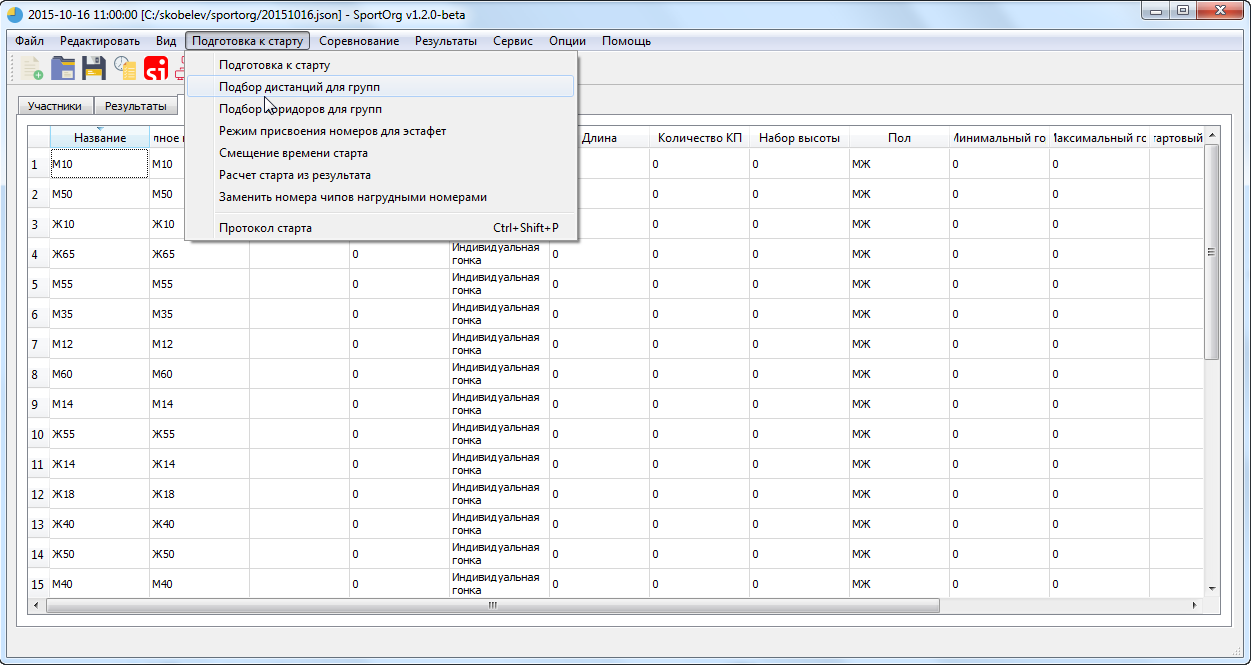 2015-10-16 11:00:00 [C:/skobelev/sportorg/20151016.json] - SportOrg v1.2.0-beta
Файл Редактировать Вид Подготовка к старту Соревнование Результаты Сервис Опции Помощь
Подготовка к старту
Подбор дистанций для групп
Подбор коридоров для групп
Режим присвоения номеров для эстафет
Смещение времени старта
Расчет старта из результата
Заменить номера чипов нагрудными номерами
Протокол старта Ctrl+Shift+P
Участники Результаты
Название Длина Количество КП Набор высоты Пол
1 М10 М10 0 0 МЖ 0 0
2 М50 М50 0 0 МЖ 0 0
3 Ж10 Ж10 0 0 МЖ 0 0
4 Ж65 Ж65 0 Индивидуальная гонка 0 0 0 МЖ 0 0
5 М55 М55 0 Индивидуальная гонка 0 0 0 МЖ 0 0
6 М35 М35 0 Индивидуальная гонка 0 0 0 МЖ 0 0
7 М12 М12 0 Индивидуальная гонка 0 0 0 МЖ 0 0
8 М60 М60 0 Индивидуальная гонка 0 0 0 МЖ 0 0
9 М14 М14 0 Индивидуальная гонка 0 0 0 МЖ 0 0
10 Ж55 Ж55 0 Индивидуальная гонка 0 0 0 МЖ 0 0
11 Ж14 Ж14 0 Индивидуальная гонка 0 0 0 МЖ 0 0
12 Ж18 Ж18 0 Индивидуальная гонка 0 0 0 МЖ 0 0
13 Ж40 Ж40 0 Индивидуальная гонка 0 0 0 МЖ 0 0
14 Ж50 Ж50 0 Индивидуальная гонка 0 0 0 МЖ 0 0
15 М40 М40 0 Индивидуальная гонка 0 0 0 МЖ 0 0